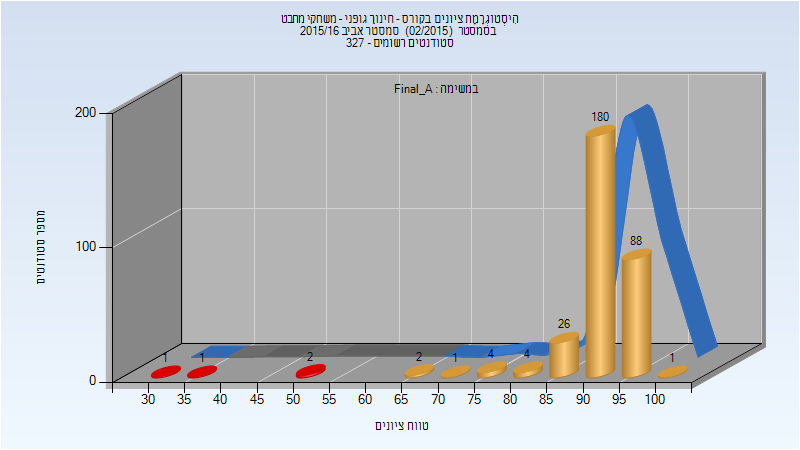 היסטוגרמת ציונים בקורס - חינוך גופני - משחקי מחבט
בסמסטר (02/2015) סמסטר אביב 2015/16
סטודנטים רשומים - 327
במשימה : Final_A
מספר סטודנטים
200
100
0
1
1
2
2
1
4
4
26
180
88
1
30 35 40 45 50 55 60 65 70 75 80 85 90 95 100
טווח ציונים